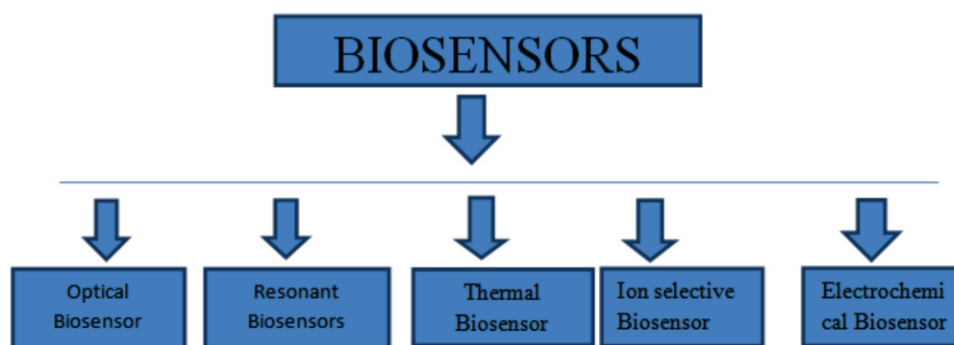 BIOSENSORS
Optical
Biosensor
Resonant
Biosensors
Thermal
Biosensor
Ion selective
Biosensor
Electrochemi
cal Biosensor